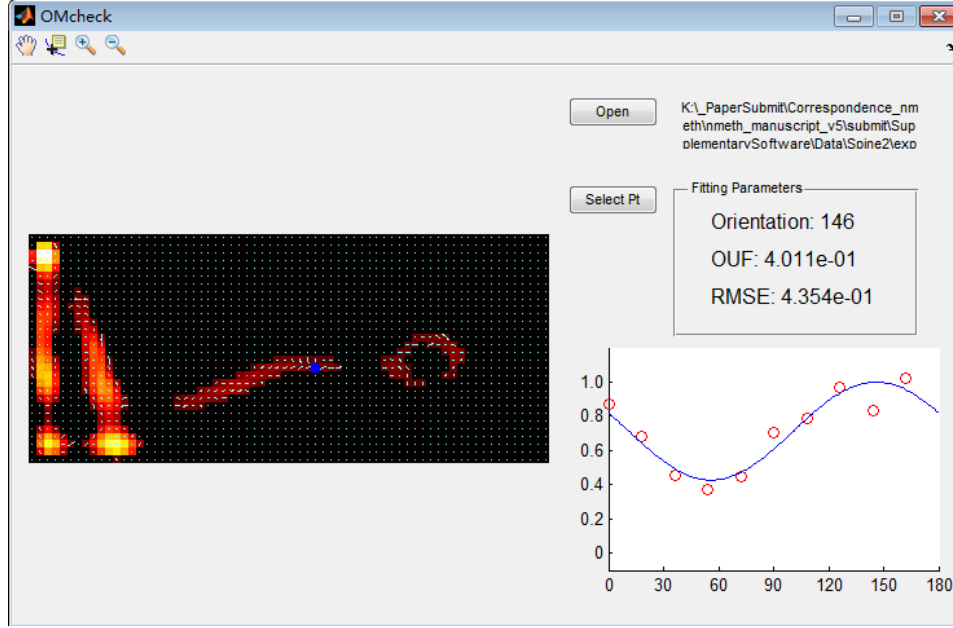 OMcheck
Open
K:\_PaperSubmit\Correspondence_nm
eth\nmeth_manuscript_v5\submit\Sup
plementarySoftware\Data\Spine2\exp
Select Pt
Fitting Parameters
Orientation: 146
OUF: 4.011e-01
RMSE: 4.354e-01
1.0
0.8
0.6
0.4
0.2
0
0 30 60 90 120 150 180